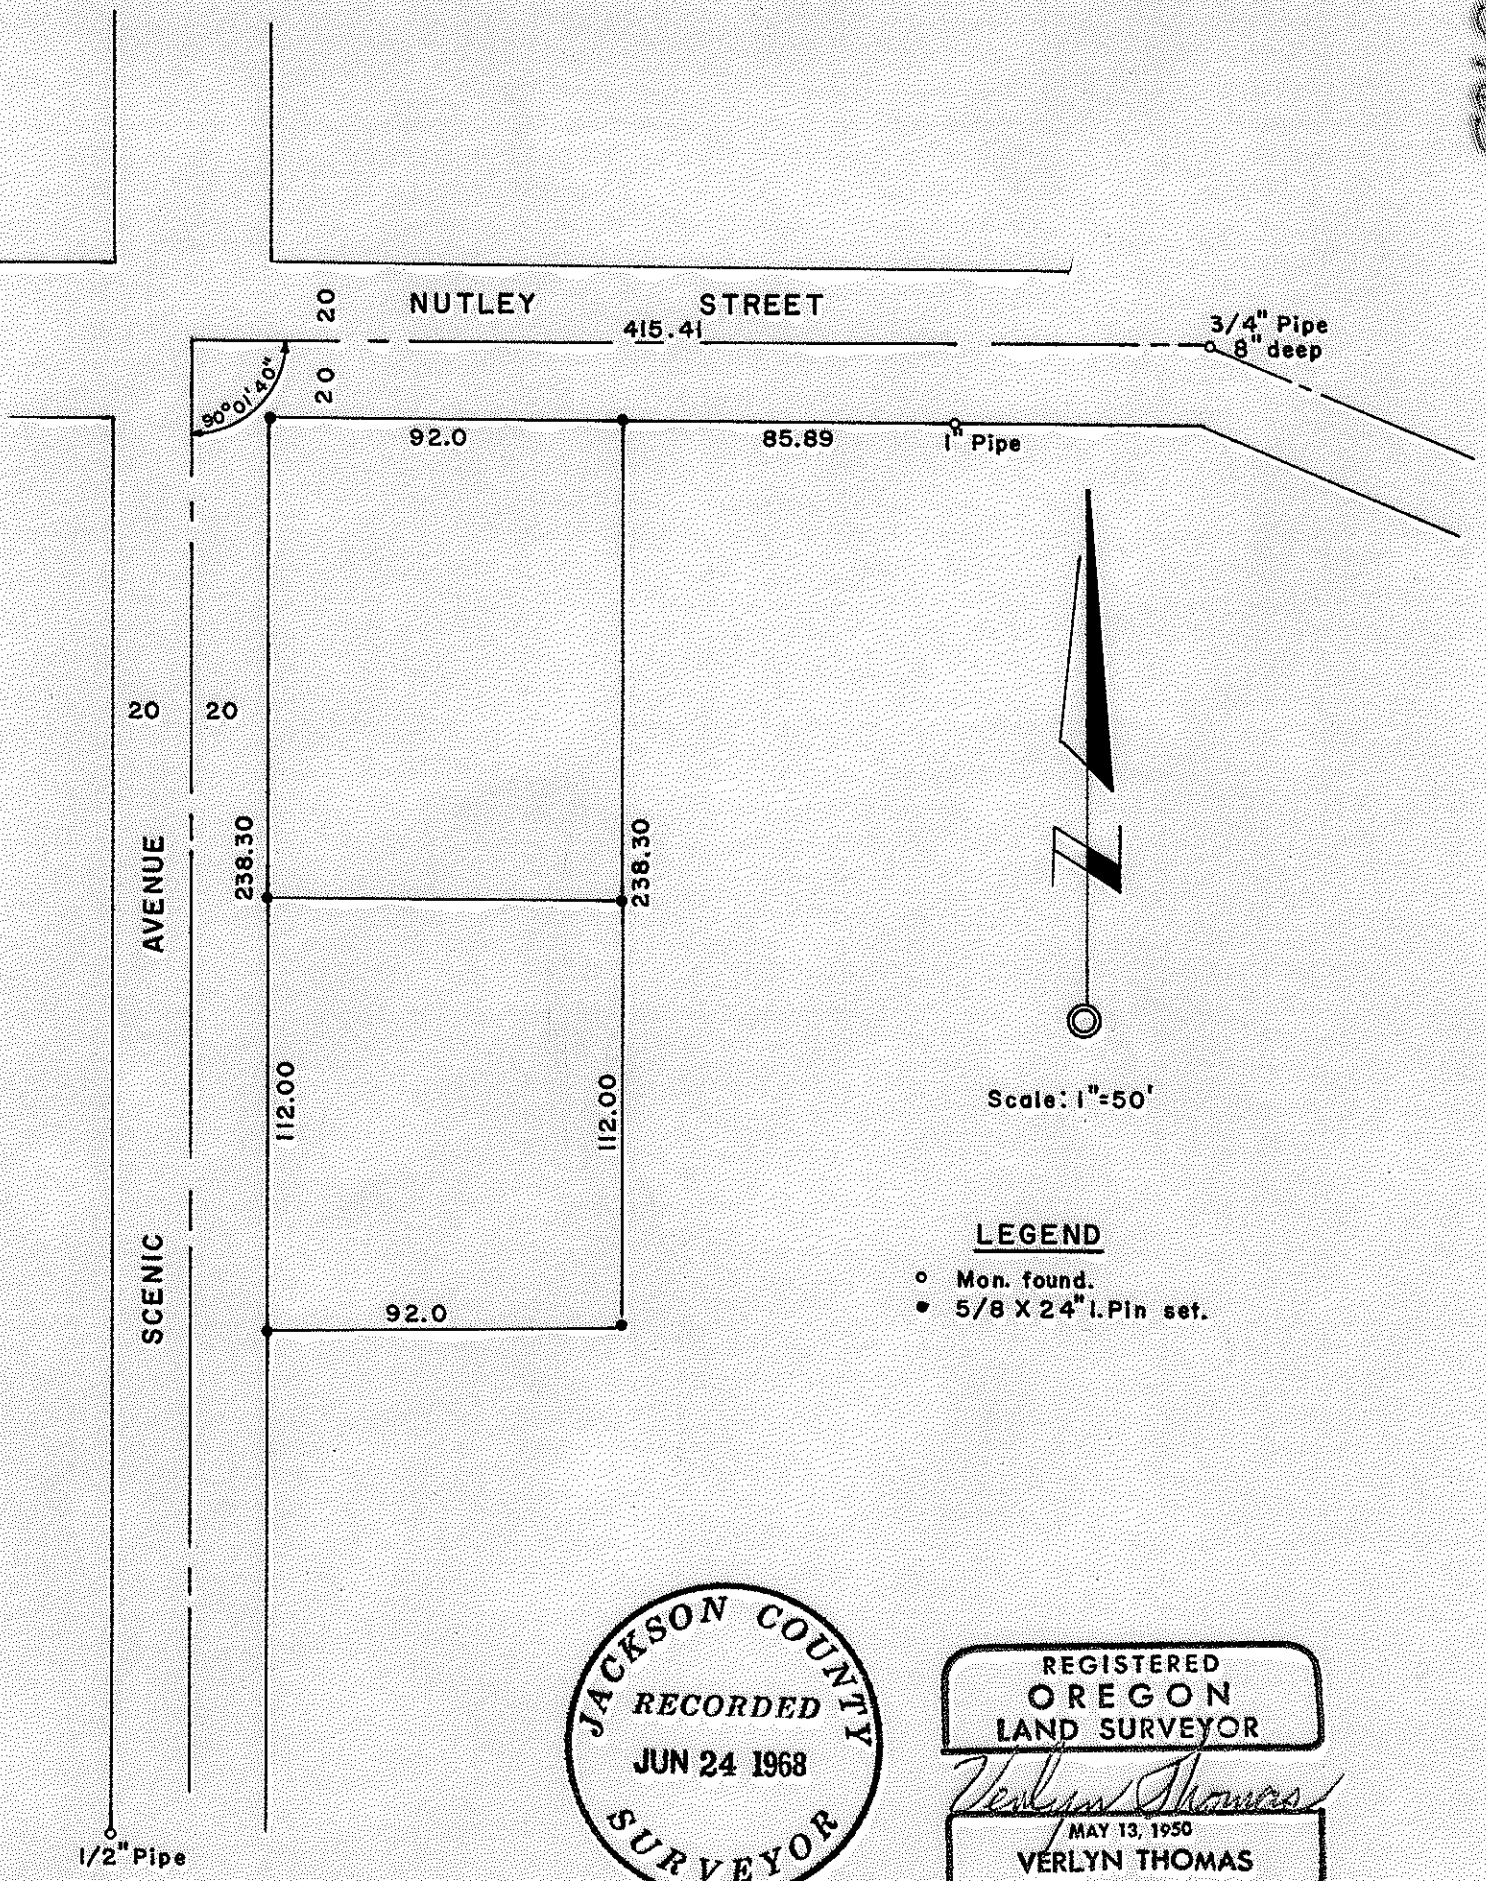 20
NUTLEY STREET
415.41
3/4" Pipe
8" deep
90°01'40"
20
92.0
85.89
1" Pipe
20 20
238.30
238.30
AVENUE
112.00
112.00
Scale: 1"=50'
SCENIC
LEGEND
Mon. found.
5/8 X 24" I.Pin set.
92.0
JACKSON COUNTY
RECORDED
JUN 24 1968
SURVEYOR
REGISTERED
OREGON
LAND SURVEYOR
Verlyn Thomas
MAY 13, 1950
VERLYN THOMAS
1/2" Pipe